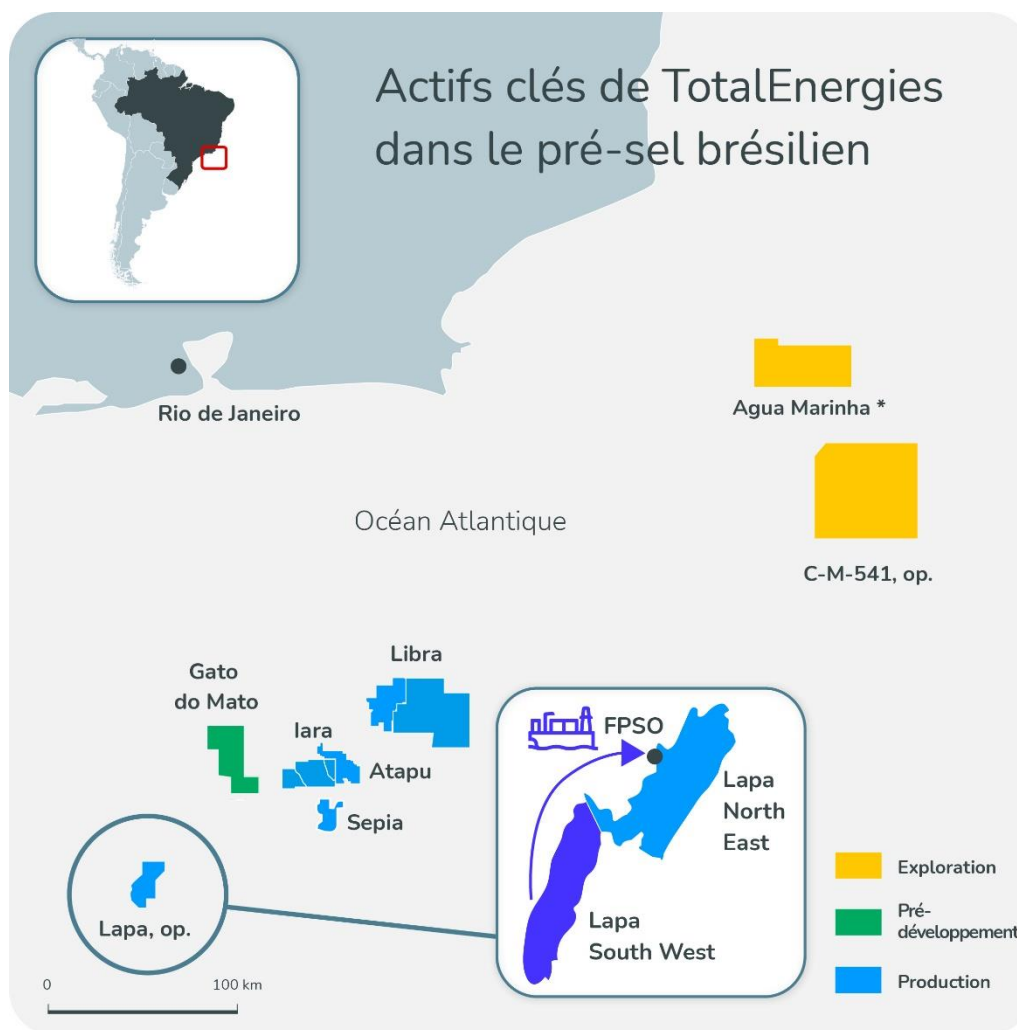 Actifs clés de TotalEnergies
dans le pré-sel brésilien
Rio de Janeiro
Agua Marinha *
Océan Atlantique
C-M-541, op.
Libra
Gato
do Mato
Iara
Atapu
Sepia
FPSO
Lapa
North
East
Lapa
South West
Lapa, op.
Exploration
Pré-
développement
Production
0
100 km